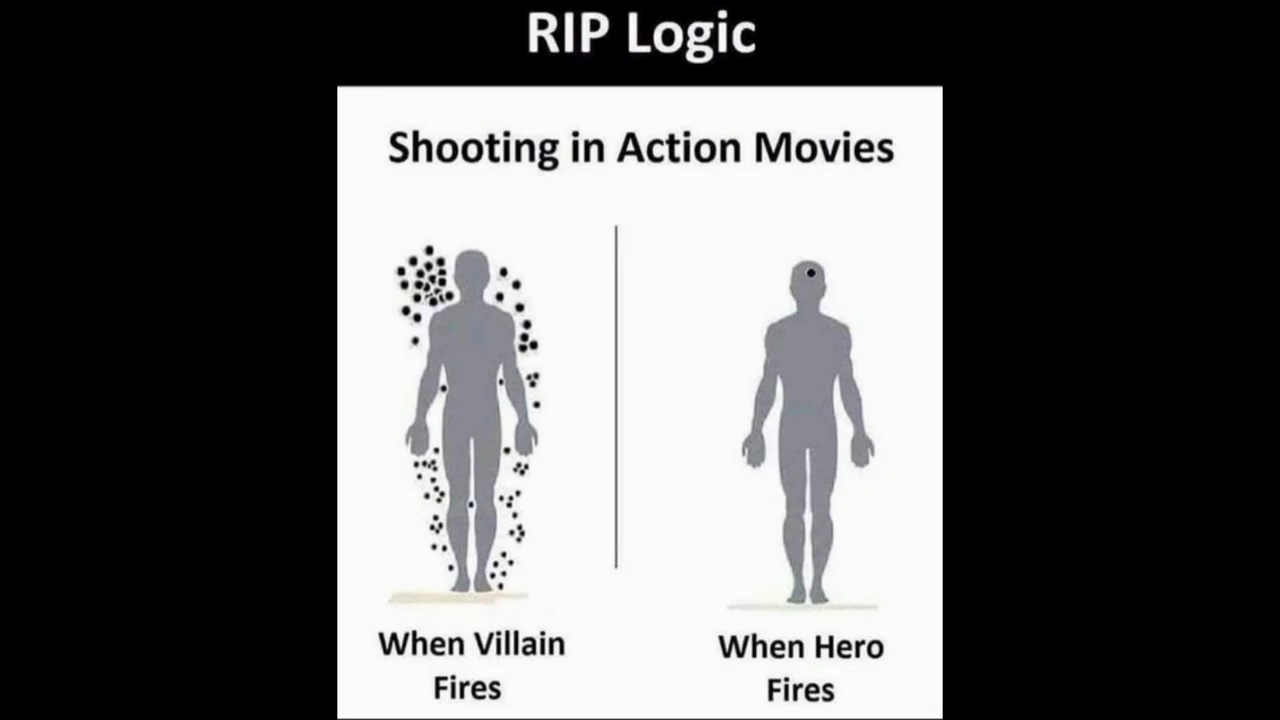 RIP Logic
Shooting in Action Movies
When Villain
Fires
When Hero
Fires